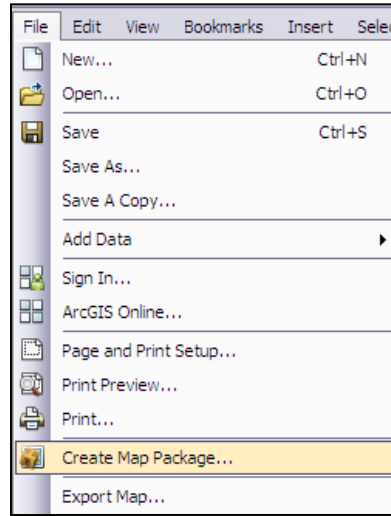 File Edit View Bookmarks Insert Selec
New... Ctrl+N
Open... Ctrl+O
Save Ctrl+S
Save As...
Save A Copy...
Add Data
Sign In...
ArcGIS Online...
Page and Print Setup...
Print Preview...
Print...
Create Map Package...
Export Map...